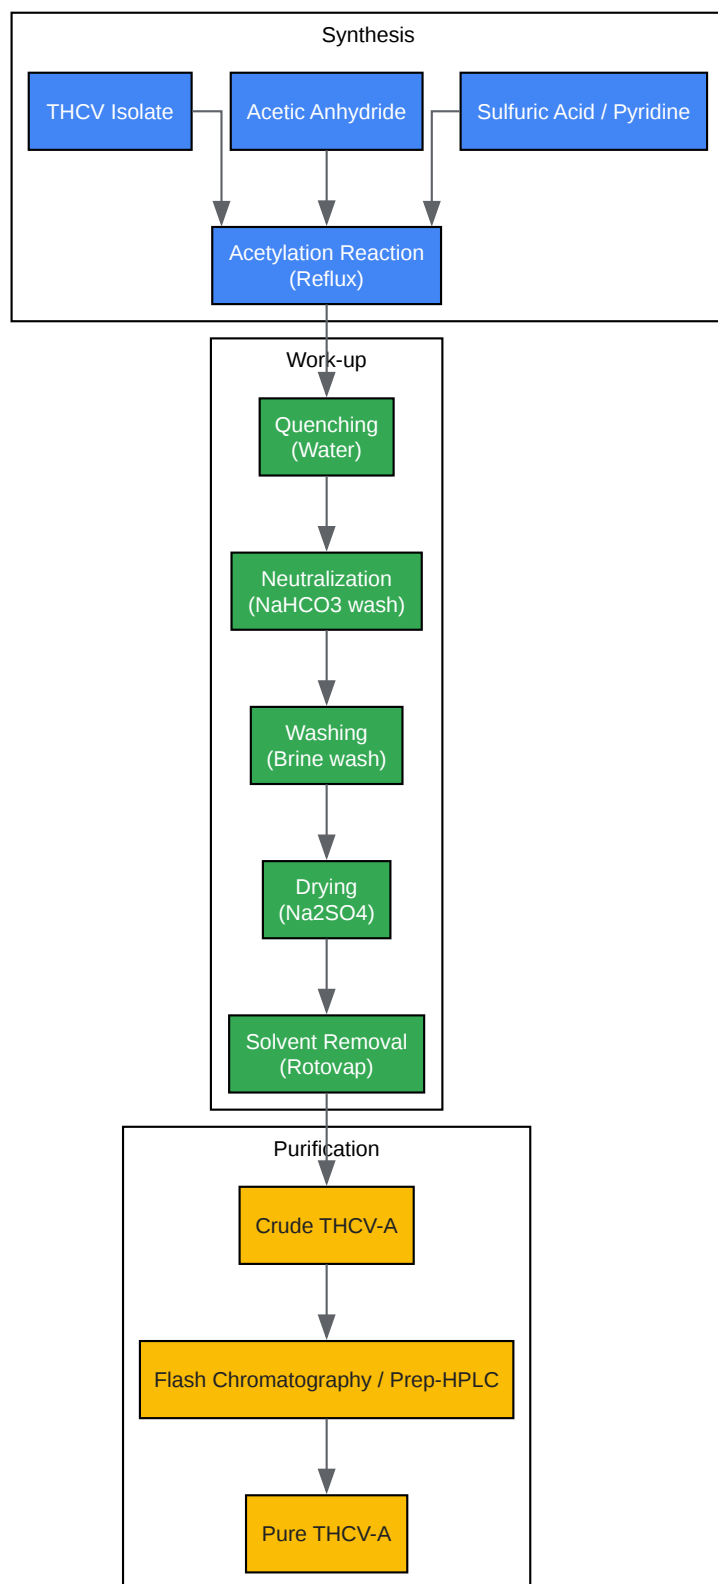 Synthesis
THCV Isolate
Acetic Anhydride
Sulfuric Acid / Pyridine
Acetylation Reaction
(Reflux)
Work-up
Quenching
(Water)
Neutralization
(NaHCO3 wash)
Washing
(Brine wash)
Drying
(Na2SO4)
Solvent Removal
(Rotovap)
Purification
Crude THCV-A
Flash Chromatography / Prep-HPLC
Pure THCV-A